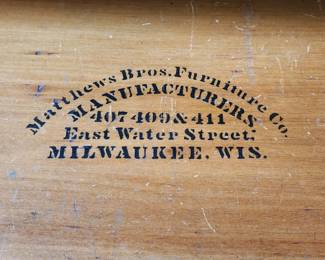 Matthews Bros. Furniture Co.
MANUFACTURERS
407 409 & 411
East Water Street.
MILWAUKEE. WIS.